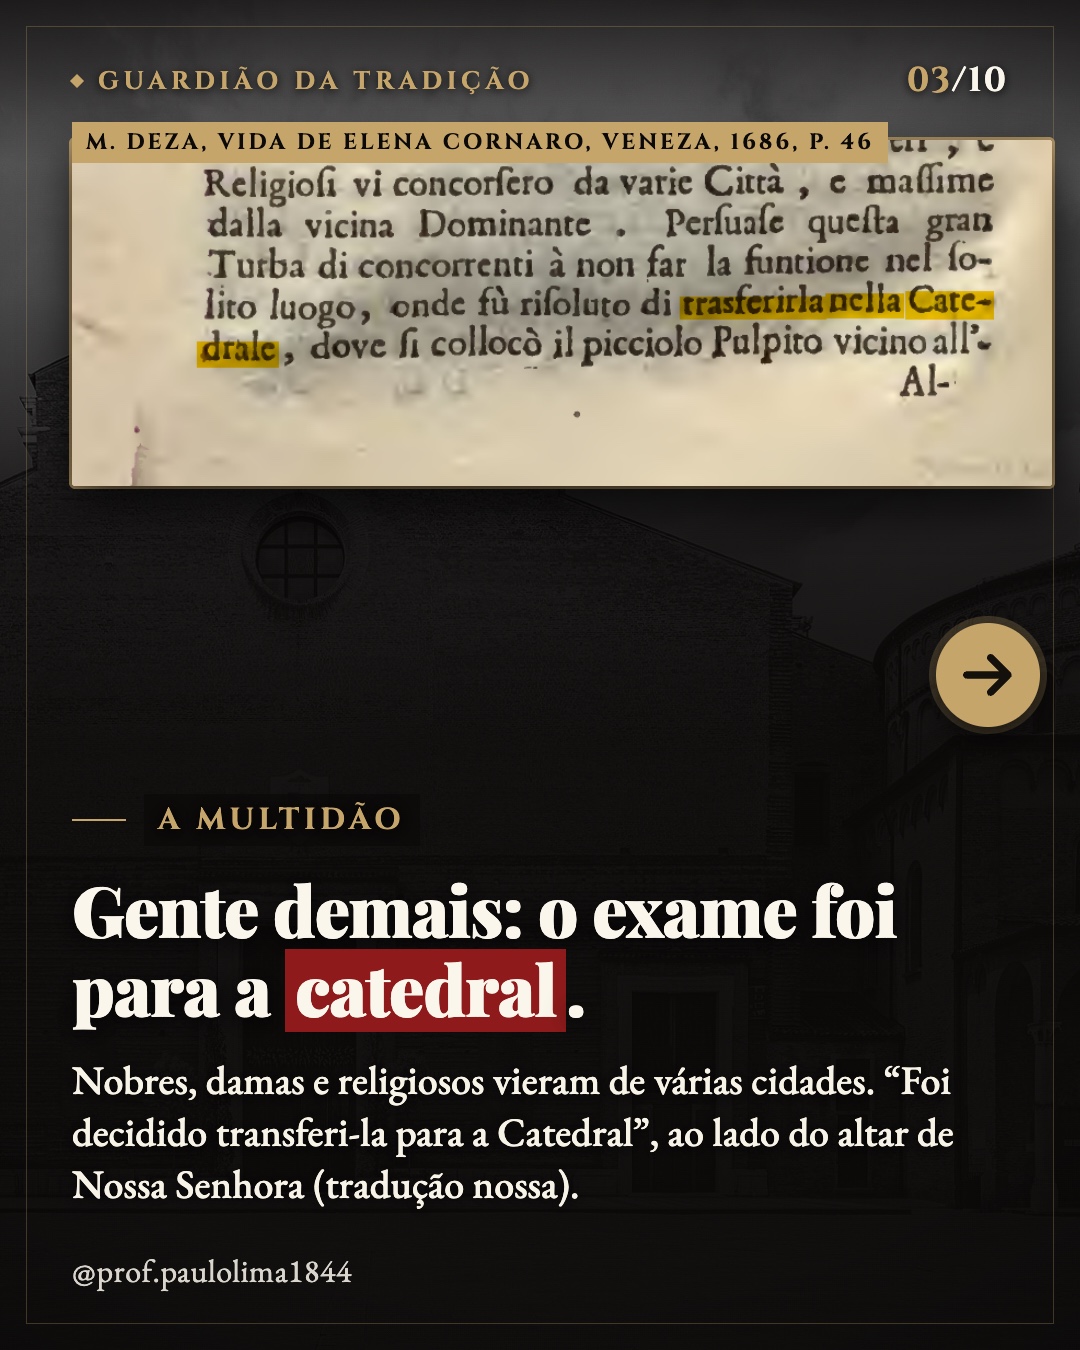 GUARDIÃO DA TRADIÇÃO
03/10
M. DEZA, VIDA DE ELENA CORNARO, VENEZA, 1686, P. 46
Religioſi vi concorſero da varie Città , e maſſime
dalla vicina Dominante . Perſuaſe queſta gran
Turba di concorrenti à non far la funtione nel ſo-
lito luogo, onde fù riſoluto di trasferirla nella Cate-
drale, dove ſi collocò il picciolo Pulpito vicino all'-
Al-
A MULTIDÃO
Gente demais: o exame foi
para a catedral.
Nobres, damas e religiosos vieram de várias cidades. “Foi
decidido transferi-la para a Catedral”, ao lado do altar de
Nossa Senhora (tradução nossa).
@prof.paulolima1844